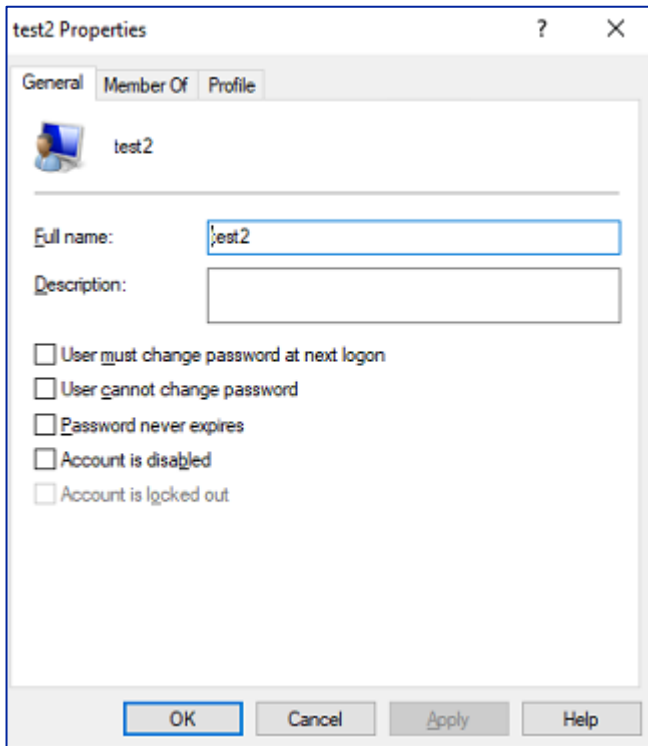 test2 Properties ? ×
General Member Of Profile
test2
Full name: test2
Description:
User must change password at next logon
User cannot change password
Password never expires
Account is disabled
Account is locked out
OK Cancel Apply Help